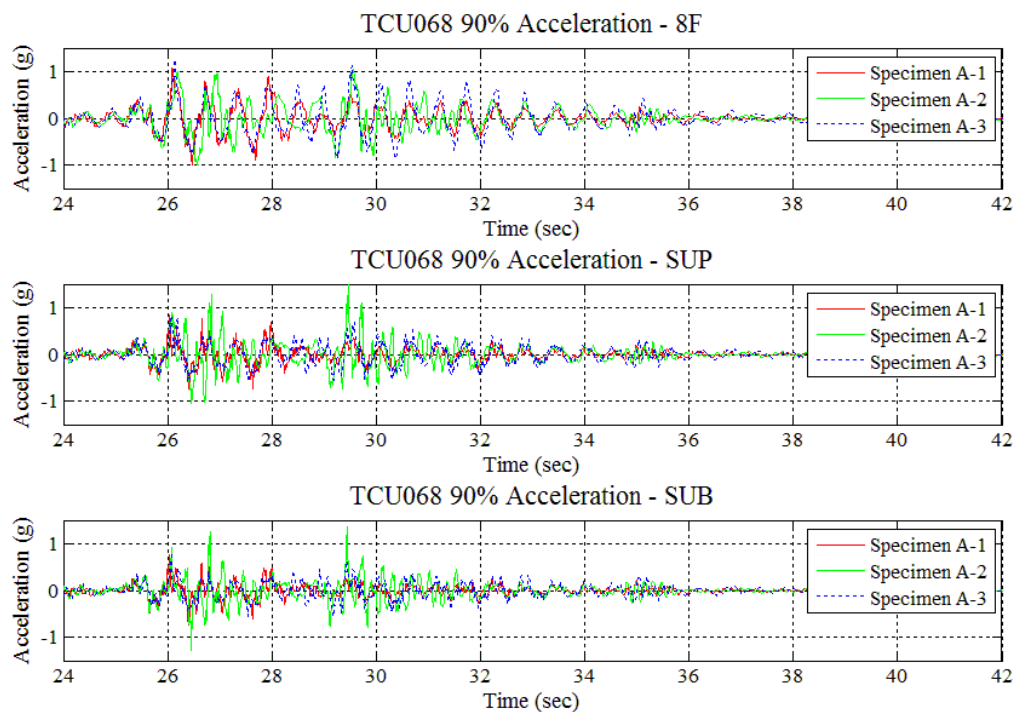 TCU068 90% Acceleration - 8F
Acceleration (g)
1
0
-1
Specimen A-1
Specimen A-2
Specimen A-3
24 26 28 30 32 34 36 38 40 42
Time (sec)
TCU068 90% Acceleration - SUP
Acceleration (g)
1
0
-1
Specimen A-1
Specimen A-2
Specimen A-3
24 26 28 30 32 34 36 38 40 42
Time (sec)
TCU068 90% Acceleration - SUB
Acceleration (g)
1
0
-1
Specimen A-1
Specimen A-2
Specimen A-3
24 26 28 30 32 34 36 38 40 42
Time (sec)